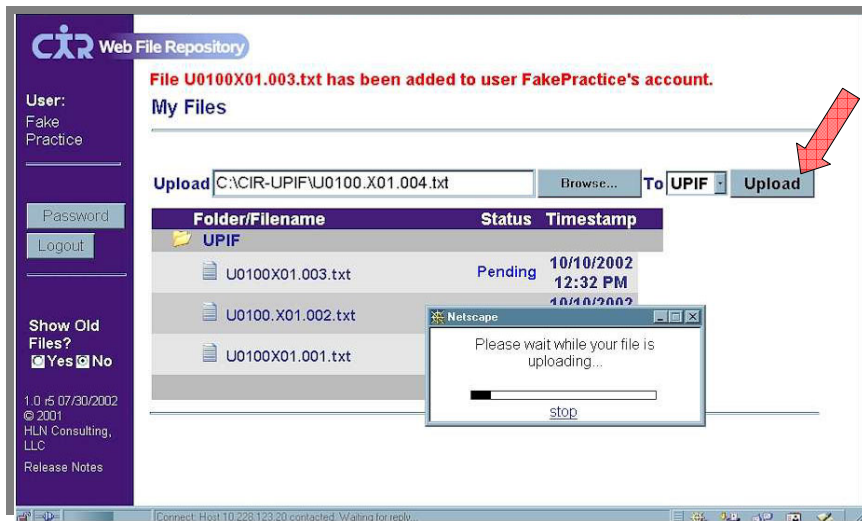 CIR Web File Repository
File U0100X01.003.txt has been added to user FakePractice's account.
User:
Fake
Practice
My Files
Upload C:\CIR-UPIF\U0100.X01.004.txt Browse... To UPIF Upload
Password
Logout
Folder/Filename Status Timestamp
UPIF
U0100X01.003.txt Pending 10/10/2002
12:32 PM
U0100.X01.002.txt 10/10/2002
U0100X01.001.txt
Netscape
Please wait while your file is
uploading...
stop
Show Old
Files?
Yes No
1.0 r5 07/30/2002
© 2001
HLN Consulting,
LLC
Release Notes
Connect: Host 10.228.123.20 contacted. Waiting for reply...